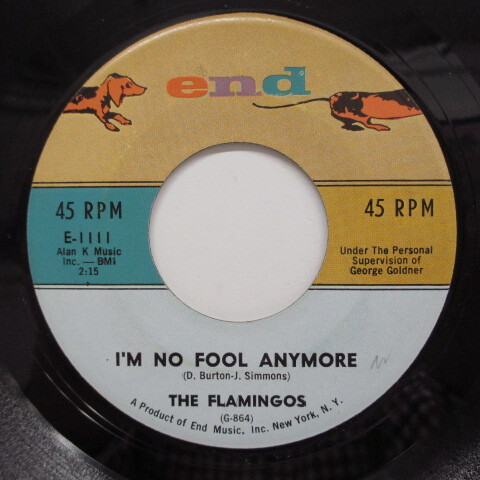 end
45 RPM
E-1111
Alan K Music
Inc. — BMI
2:15
45 RPM
Under The Personal
Supervision of
George Goldner
I'M NO FOOL ANYMORE
(D. Burton-J. Simmons)
THE FLAMINGOS
(G-864)
A Product of End Music, Inc. New York, N. Y.